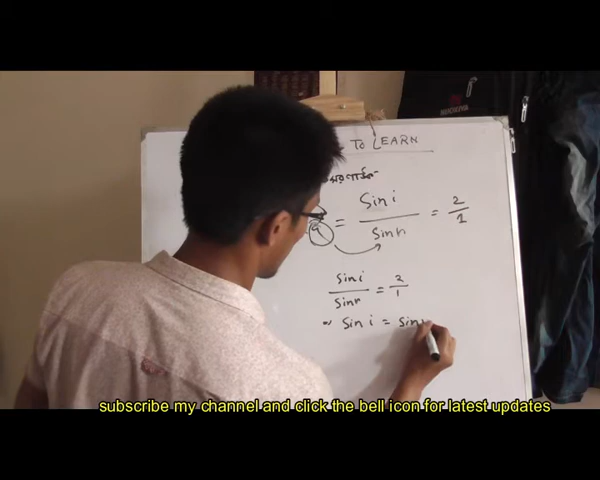 TO LEARN
sin i / sin r = 2 / 1
sin i / sin r = 2 / 1
sin i = sin
subscribe my channel and click the bell icon for latest updates